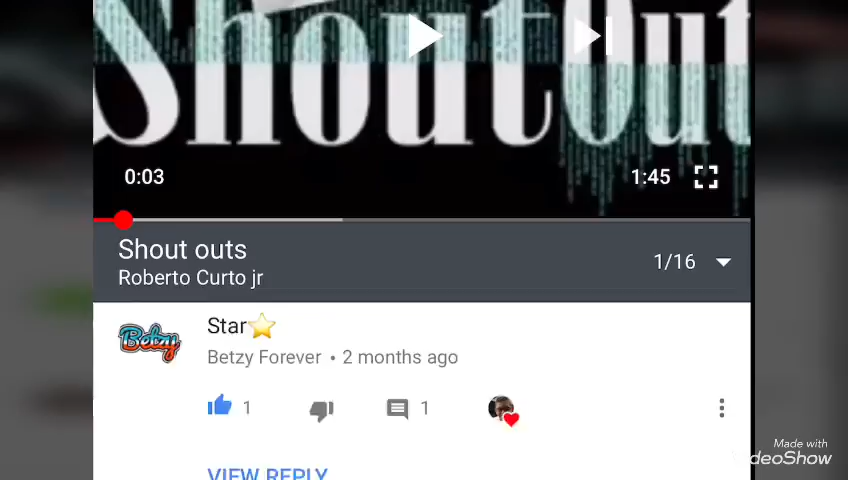 ShoutOut
0:03
1:45
Shout outs
Roberto Curto jr
1/16
Betzy
Star⭐
Betzy Forever • 2 months ago
1
1
VIEW REPLY
Made with
VideoShow